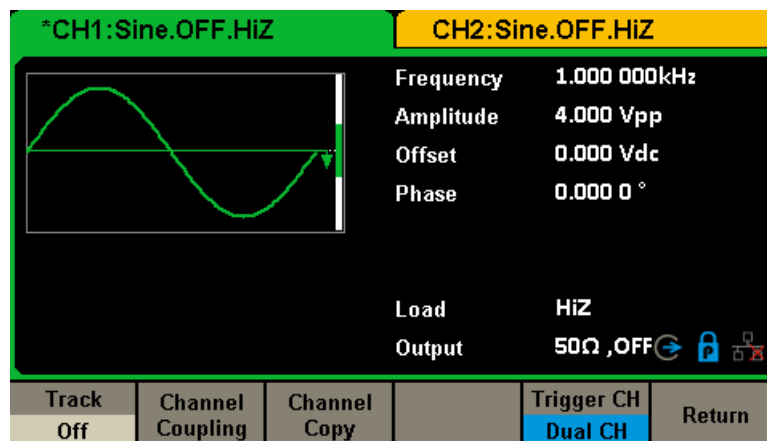 *CH1:Sine.OFF.HiZ
CH2:Sine.OFF.HiZ
Frequency 1.000 000kHz
Amplitude 4.000 Vpp
Offset 0.000 Vdc
Phase 0.000 0 °
Load HiZ
Output 50Ω ,OFF P
Track Off
Channel Coupling
Channel Copy
Trigger CH Dual CH
Return